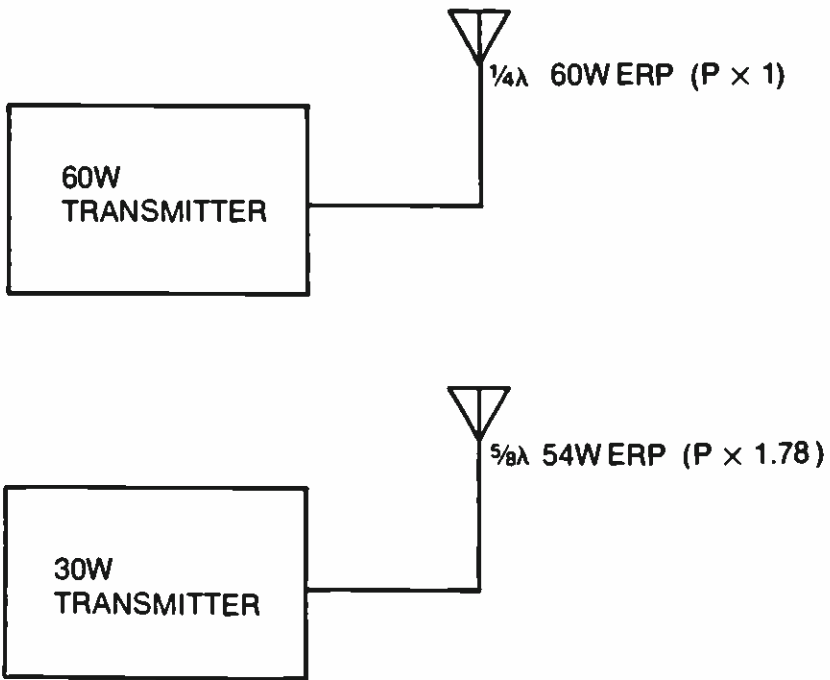 ¼λ 60W ERP (P × 1)
60W
TRANSMITTER
⅝λ 54W ERP (P × 1.78)
30W
TRANSMITTER